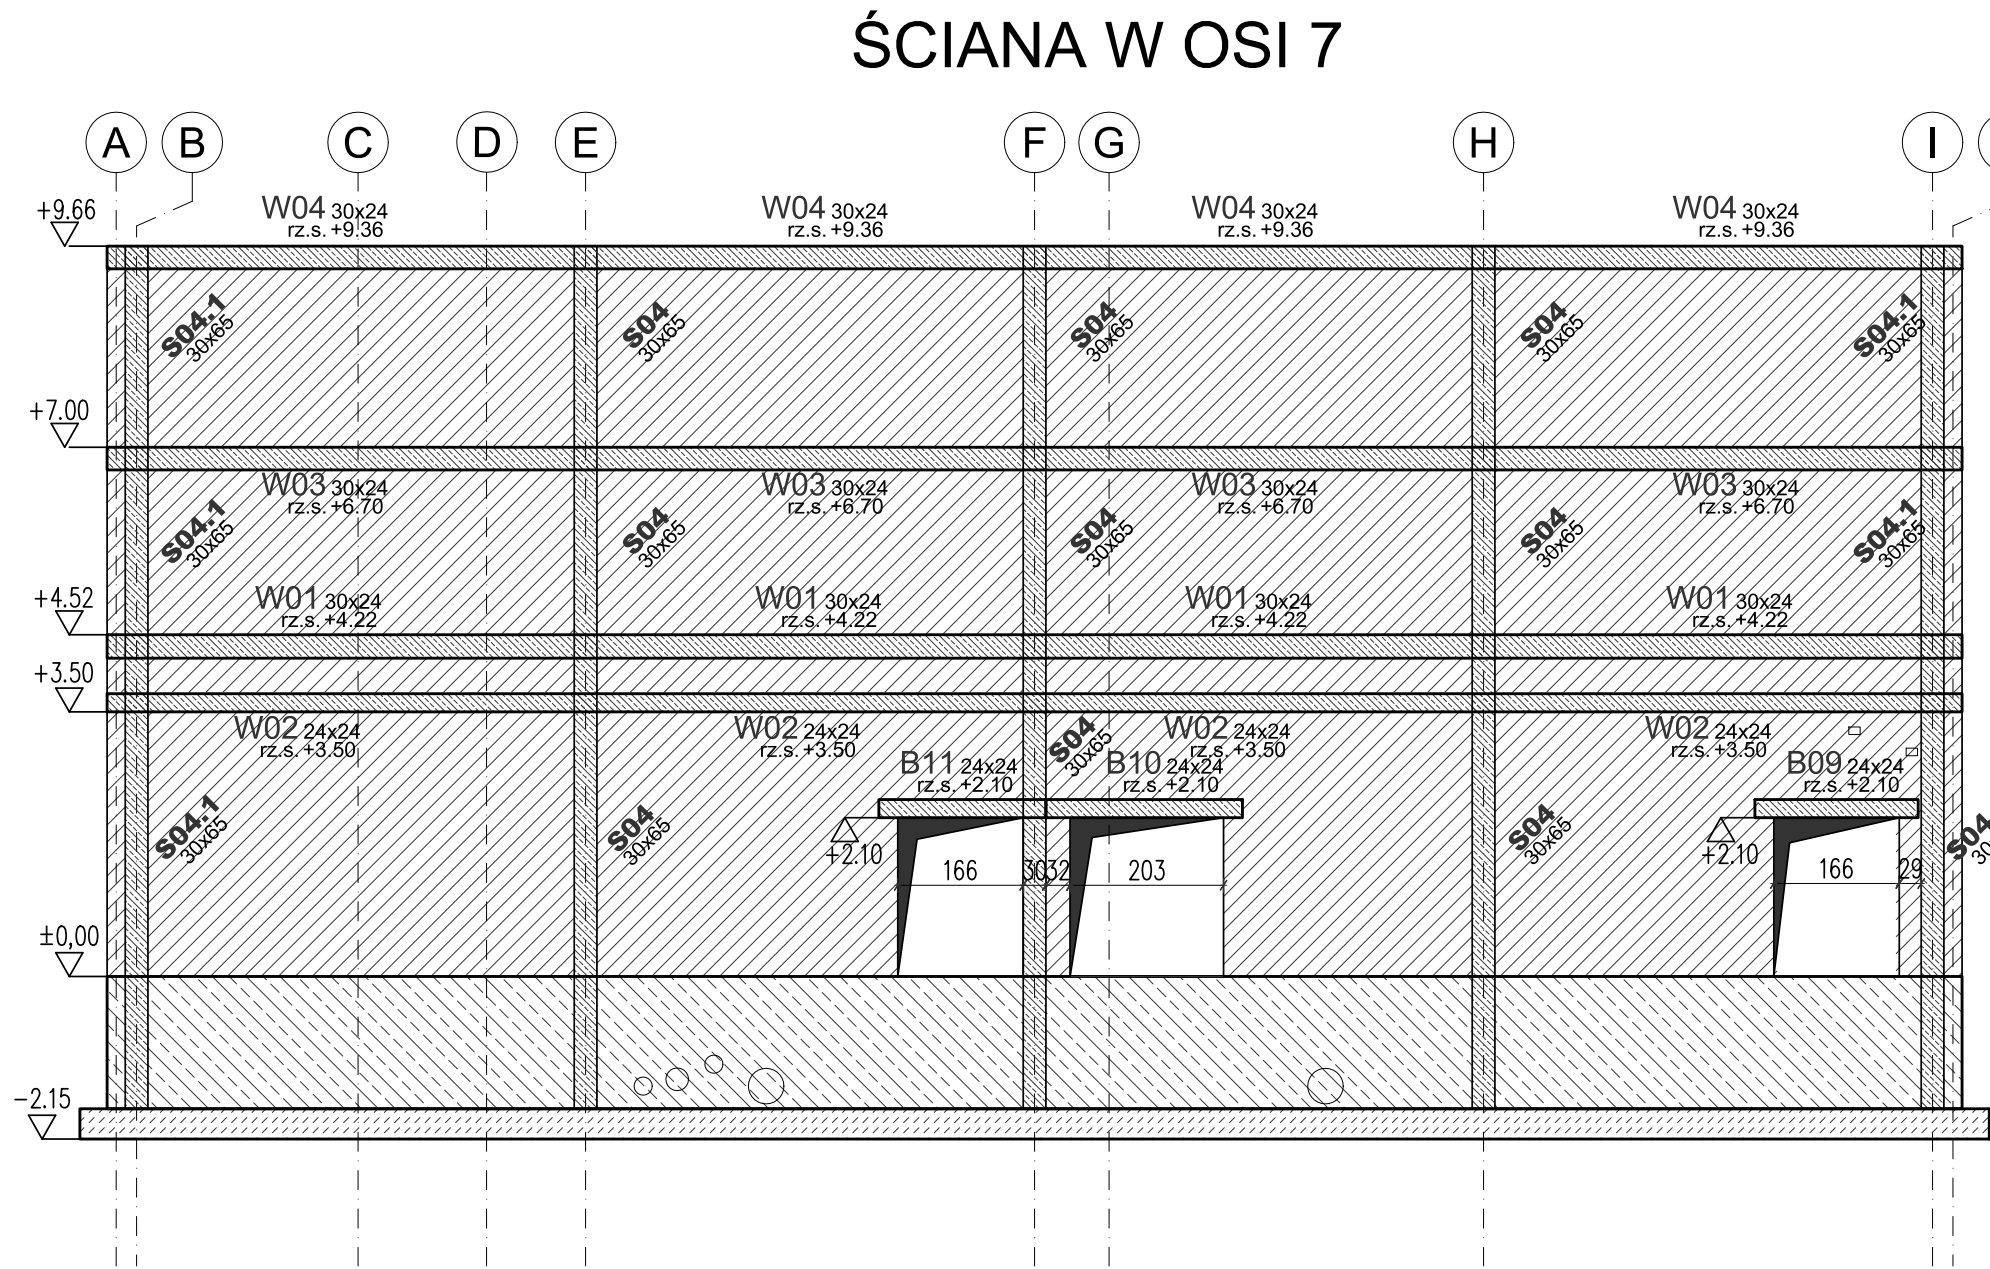 ŚCIANA W OSI 7
A B C D E F G H I
+9.66
W04 30x24
rz.s. +9.36
W04 30x24
rz.s. +9.36
W04 30x24
rz.s. +9.36
W04 30x24
rz.s. +9.36
S04.1
30x65
S04
30x65
S04
30x65
S04
30x65
S04.1
30x65
+7.00
W03 30x24
rz.s. +6.70
W03 30x24
rz.s. +6.70
W03 30x24
rz.s. +6.70
W03 30x24
rz.s. +6.70
S04.1
30x65
S04
30x65
S04
30x65
S04
30x65
S04.1
30x65
+4.52
W01 30x24
rz.s. +4.22
W01 30x24
rz.s. +4.22
W01 30x24
rz.s. +4.22
W01 30x24
rz.s. +4.22
+3.50
W02 24x24
rz.s. +3.50
W02 24x24
rz.s. +3.50
S04
30x65
W02 24x24
rz.s. +3.50
W02 24x24
rz.s. +3.50
B11 24x24
rz.s. +2.10
B10 24x24
rz.s. +2.10
B09 24x24
rz.s. +2.10
S04.1
30x65
S04
30x65
+2.10
S04
30x65
+2.10
S04
166 30 32 203
166 29
±0,00
-2.15